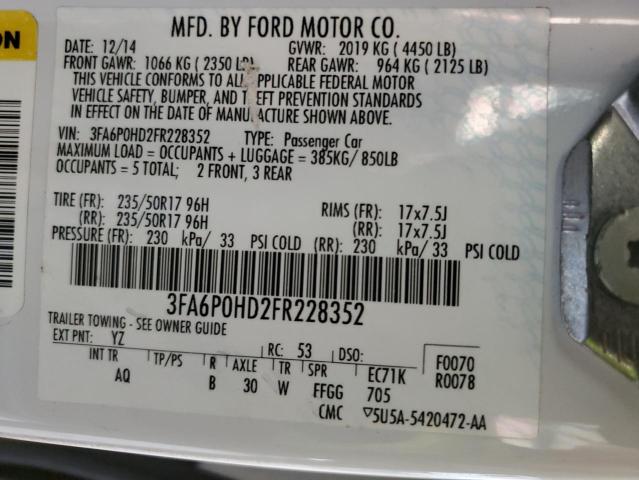 ON
MFD. BY FORD MOTOR CO.
DATE: 12/14 GVWR: 2019 KG ( 4450 LB)
FRONT GAWR: 1066 KG ( 2350 LB) REAR GAWR: 964 KG ( 2125 LB)
THIS VEHICLE CONFORMS TO ALL APPLICABLE FEDERAL MOTOR
VEHICLE SAFETY, BUMPER, AND THEFT PREVENTION STANDARDS
IN EFFECT ON THE DATE OF MANUFACTURE SHOWN ABOVE.
VIN: 3FA6P0HD2FR228352 TYPE: Passenger Car
MAXIMUM LOAD = OCCUPANTS + LUGGAGE = 385KG/ 850LB
OCCUPANTS = 5 TOTAL; 2 FRONT, 3 REAR
TIRE (FR): 235/50R17 96H RIMS (FR): 17x7.5J
(RR): 235/50R17 96H (RR): 17x7.5J
PRESSURE (FR): 230 kPa/ 33 PSI COLD (RR): 230 kPa/ 33 PSI COLD
3FA6P0HD2FR228352
TRAILER TOWING - SEE OWNER GUIDE
EXT PNT: YZ RC: 53 DSO: F0070
INT TR TP/PS R AXLE TR SPR EC71K R0078
AQ B 30 W FFGG 705
CMC ▽5U5A-5420472-AA